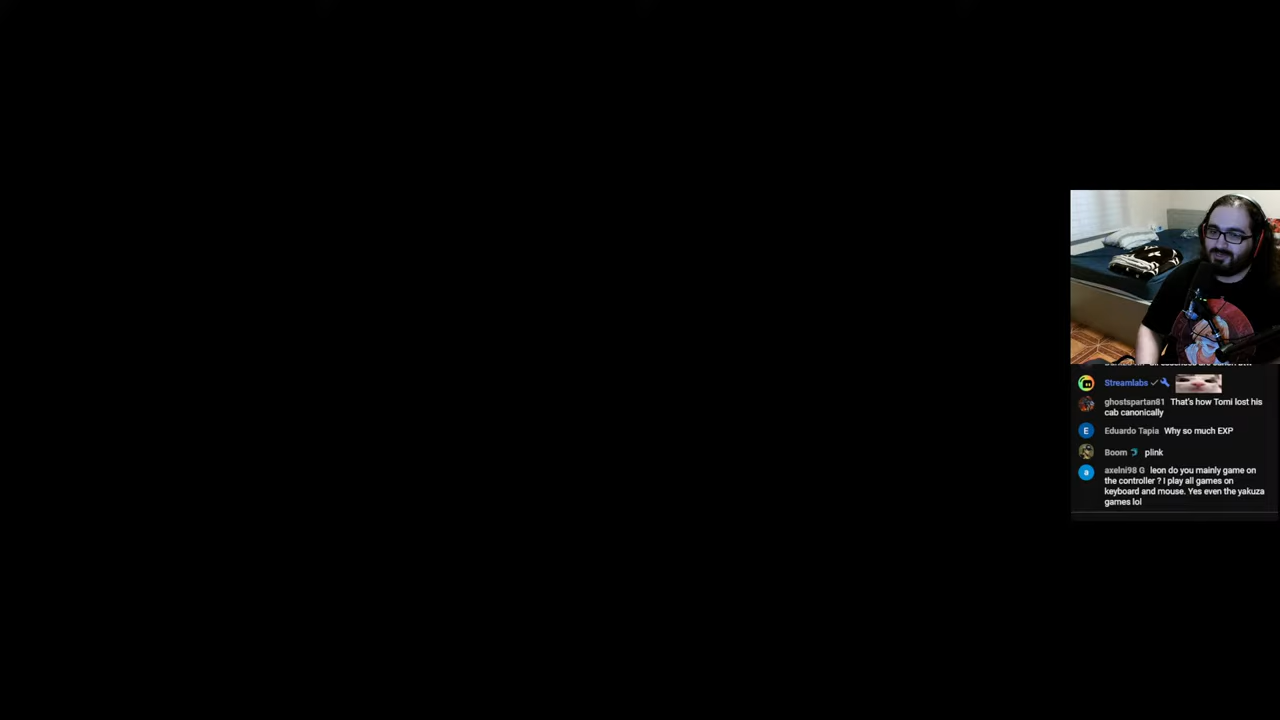 Streamlabs
ghostspartan81 That's how Tomi lost his
cab canonically
Eduardo Tapia Why so much EXP
Boom plink
axelni98 G leon do you mainly game on
the controller ? I play all games on
keyboard and mouse. Yes even the yakuza
games lol